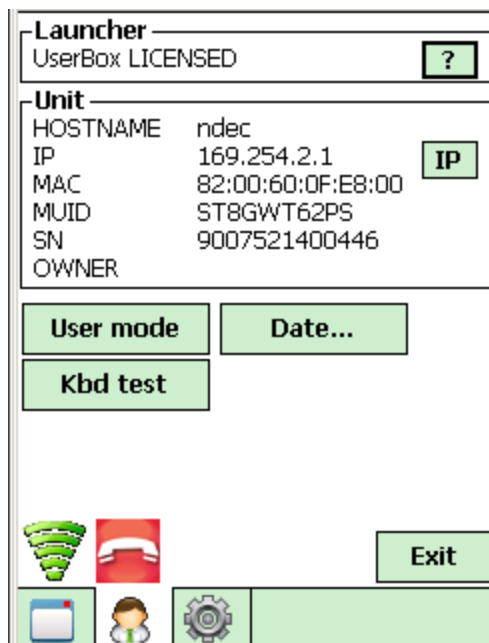 Launcher
UserBox LICENSED
?
Unit
HOSTNAME ndec
IP 169.254.2.1
IP
MAC 82:00:60:0F:E8:00
MUID ST8GWT62PS
SN 9007521400446
OWNER
User mode Date...
Kbd test
Exit